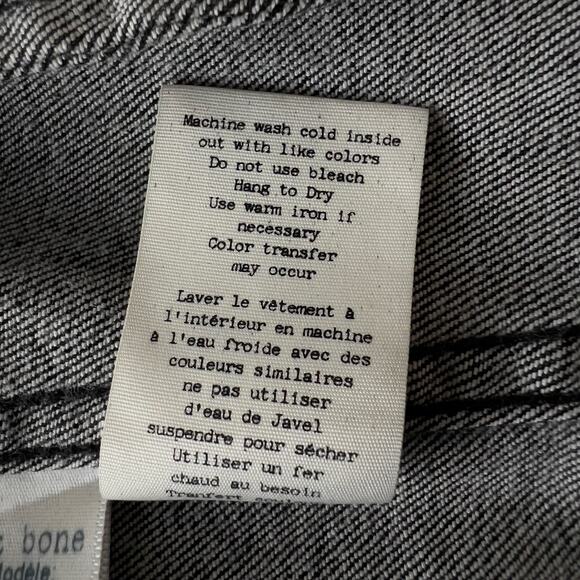 Machine wash cold inside
out with like colors
Do not use bleach
Hang to Dry
Use warm iron if
necessary
Color transfer
may occur
Laver le vêtement à
l'intérieur en machine
à l'eau froide avec des
couleurs similaires
ne pas utiliser
d'eau de Javel
suspendre pour sécher
Utiliser un fer
chaud au besoin
bone